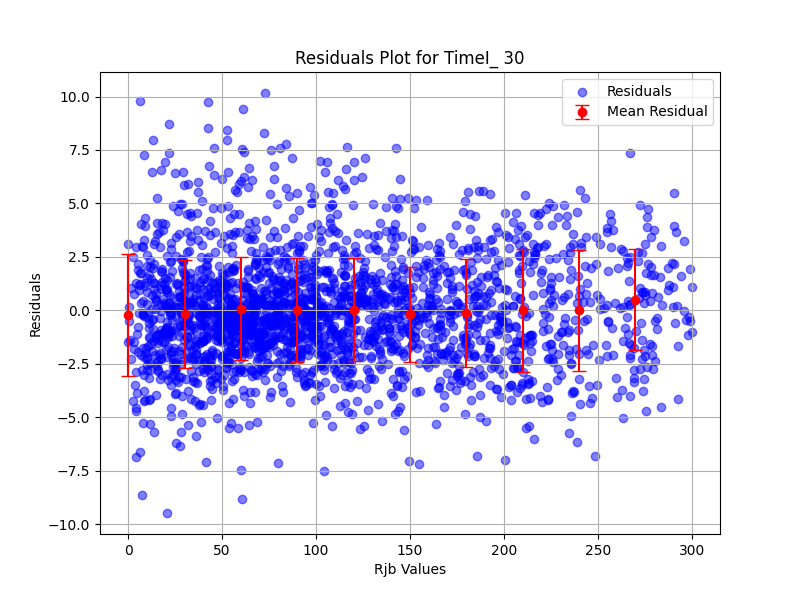 Residuals Plot for TimeI_ 30
Residuals
Mean Residual
10.0
7.5
5.0
2.5
0.0
−2.5
−5.0
−7.5
−10.0
Residuals
0 50 100 150 200 250 300
Rjb Values